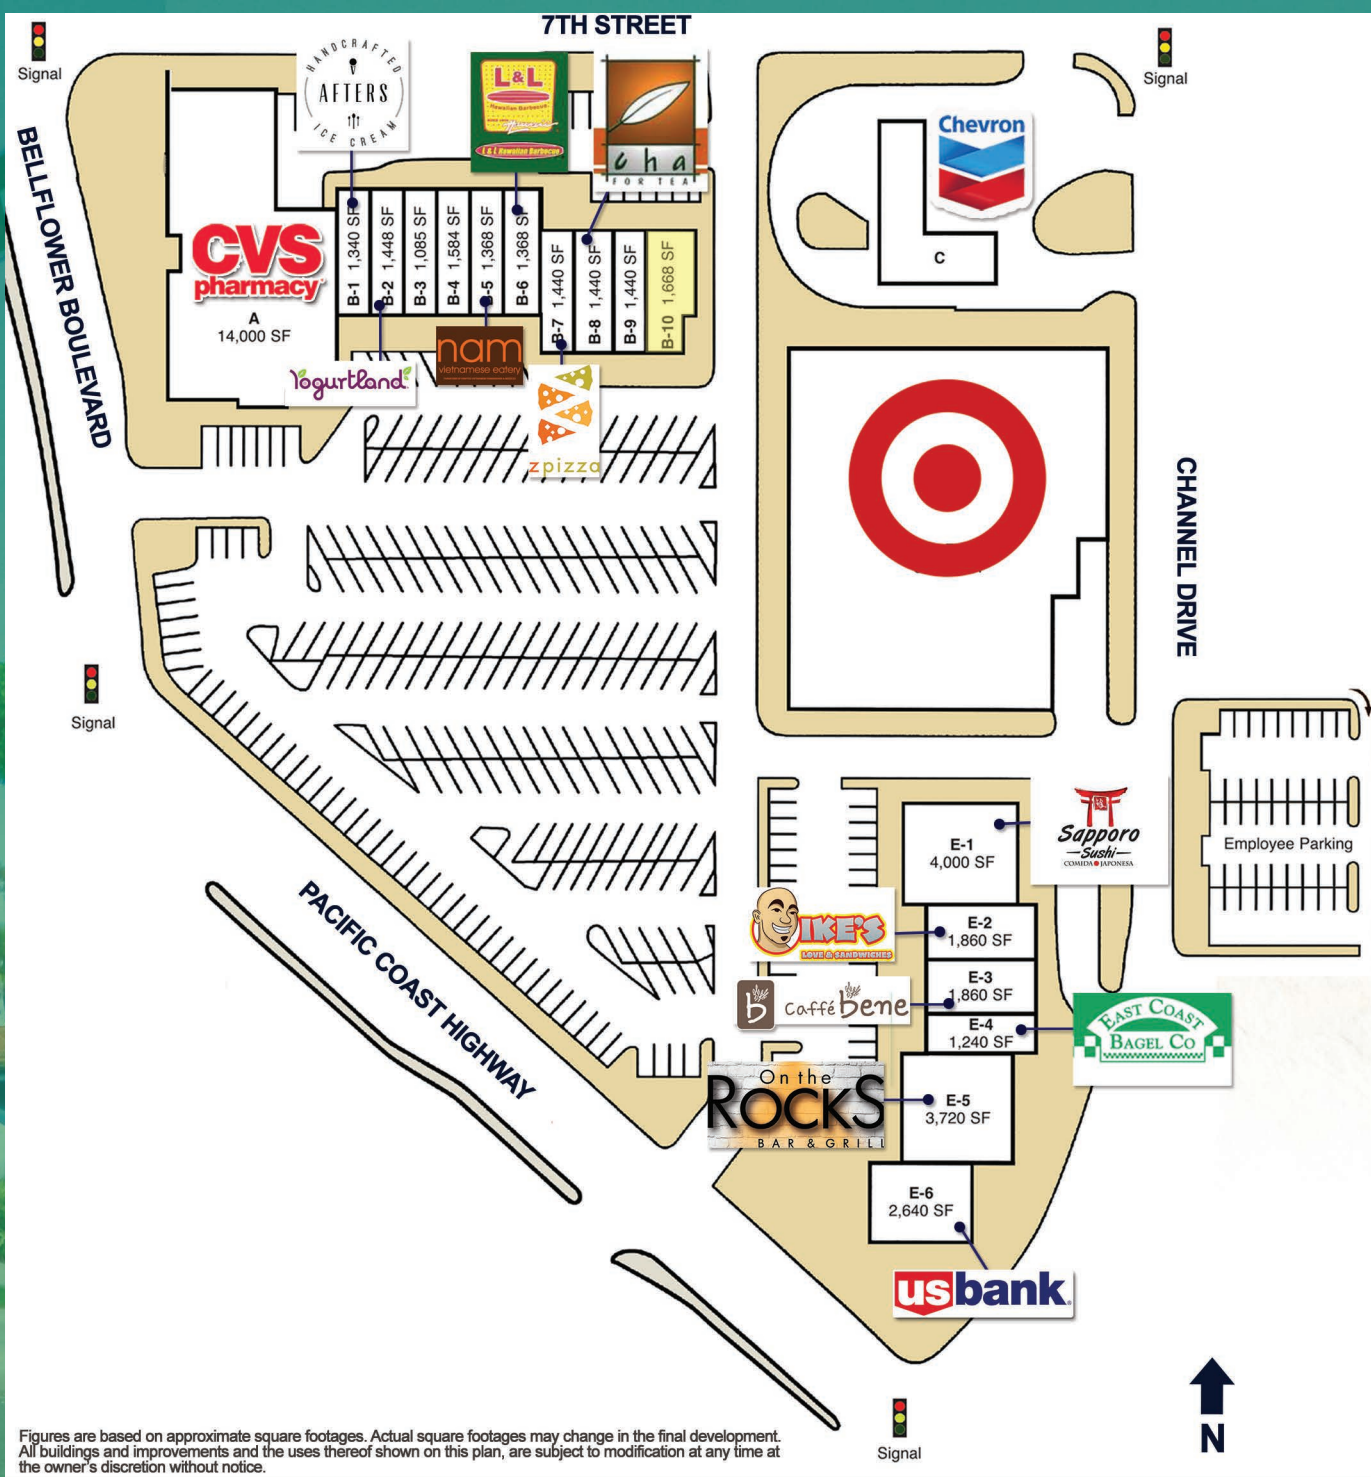 7TH STREET
Signal
Signal
HANDCRAFTED
AFTERS
ICE CREAM
L&L
Hawaiian Barbecue
L & L Hawaiian Barbecue
cha
FOR TEA
Chevron
C
BELLFLOWER BOULEVARD
CVS
pharmacy
A
14,000 SF
B-1 1,340 SF
B-2 1,448 SF
B-3 1,085 SF
B-4 1,584 SF
B-5 1,368 SF
B-6 1,368 SF
B-7 1,440 SF
B-8 1,440 SF
B-9 1,440 SF
B-10 1,668 SF
Yogurtland
nam
vietnamese eatery
zpizza
CHANNEL DRIVE
Signal
PACIFIC COAST HIGHWAY
E-1
4,000 SF
Sapporo
Sushi
COMIDA JAPONESA
Employee Parking
IKE'S
LOVE & SANDWICHES
E-2
1,860 SF
b Caffé bene
E-3
1,860 SF
E-4
1,240 SF
EAST COAST
BAGEL CO
On the
ROCKS
BAR & GRILL
E-5
3,720 SF
E-6
2,640 SF
usbank
N
Signal
Figures are based on approximate square footages. Actual square footages may change in the final development.
All buildings and improvements and the uses thereof shown on this plan, are subject to modification at any time at
the owner's discretion without notice.